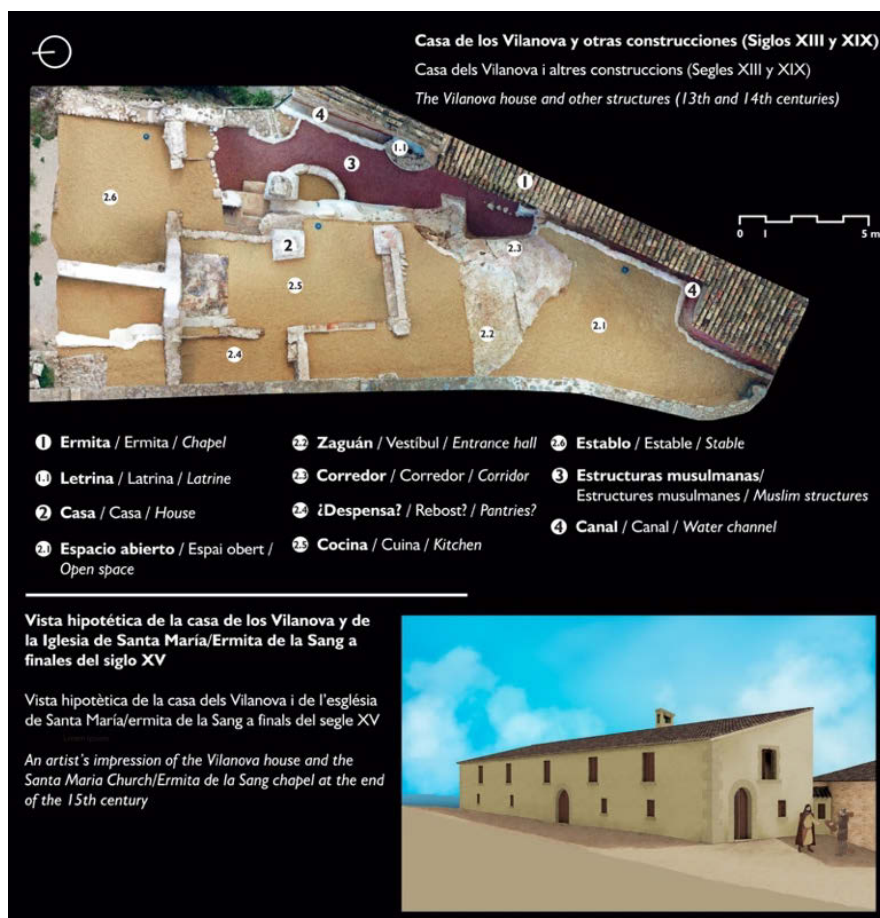 Casa de los Vilanova y otras construcciones (Siglos XIII y XIX)
Casa dels Vilanova i altres construccions (Segles XIII y XIX)
The Vilanova house and other structures (13th and 14th centuries)
4
1.1
3
1
2.6
0 1 5 m
2
2.3
2.5
4
2.2
2.1
2.4
1 Ermita / Ermita / Chapel
1.1 Letrina / Latrina / Latrine
2 Casa / Casa / House
2.1 Espacio abierto / Espai obert /
Open space
2.2 Zaguán / Vestíbul / Entrance hall
2.3 Corredor / Corredor / Corridor
2.4 ¿Despensa? / Rebost? / Pantries?
2.5 Cocina / Cuina / Kitchen
2.6 Establo / Estable / Stable
3 Estructuras musulmanas/
Estructures musulmanes / Muslim structures
4 Canal / Canal / Water channel
Vista hipotética de la casa de los Vilanova y de
la Iglesia de Santa María/Ermita de la Sang a
finales del siglo XV
Vista hipotètica de la casa dels Vilanova i de l'església
de Santa María/ermita de la Sang a finals del segle XV
An artist's impression of the Vilanova house and the
Santa Maria Church/Ermita de la Sang chapel at the end
of the 15th century